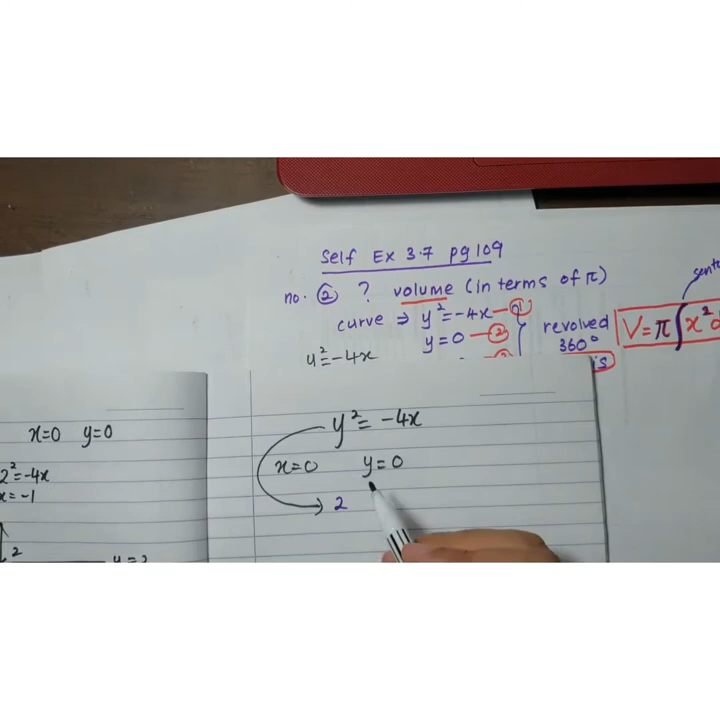 Self Ex 3.7 pg 109
no. ② ? volume (in terms of π)
curve ⇒ y² = -4x — ①
y = 0 — ②
revolved 360°
V = π∫x²
y² = -4x
x=0 y=0
2² = -4x
x = -1
2
y² = -4x
x=0 y=0
2